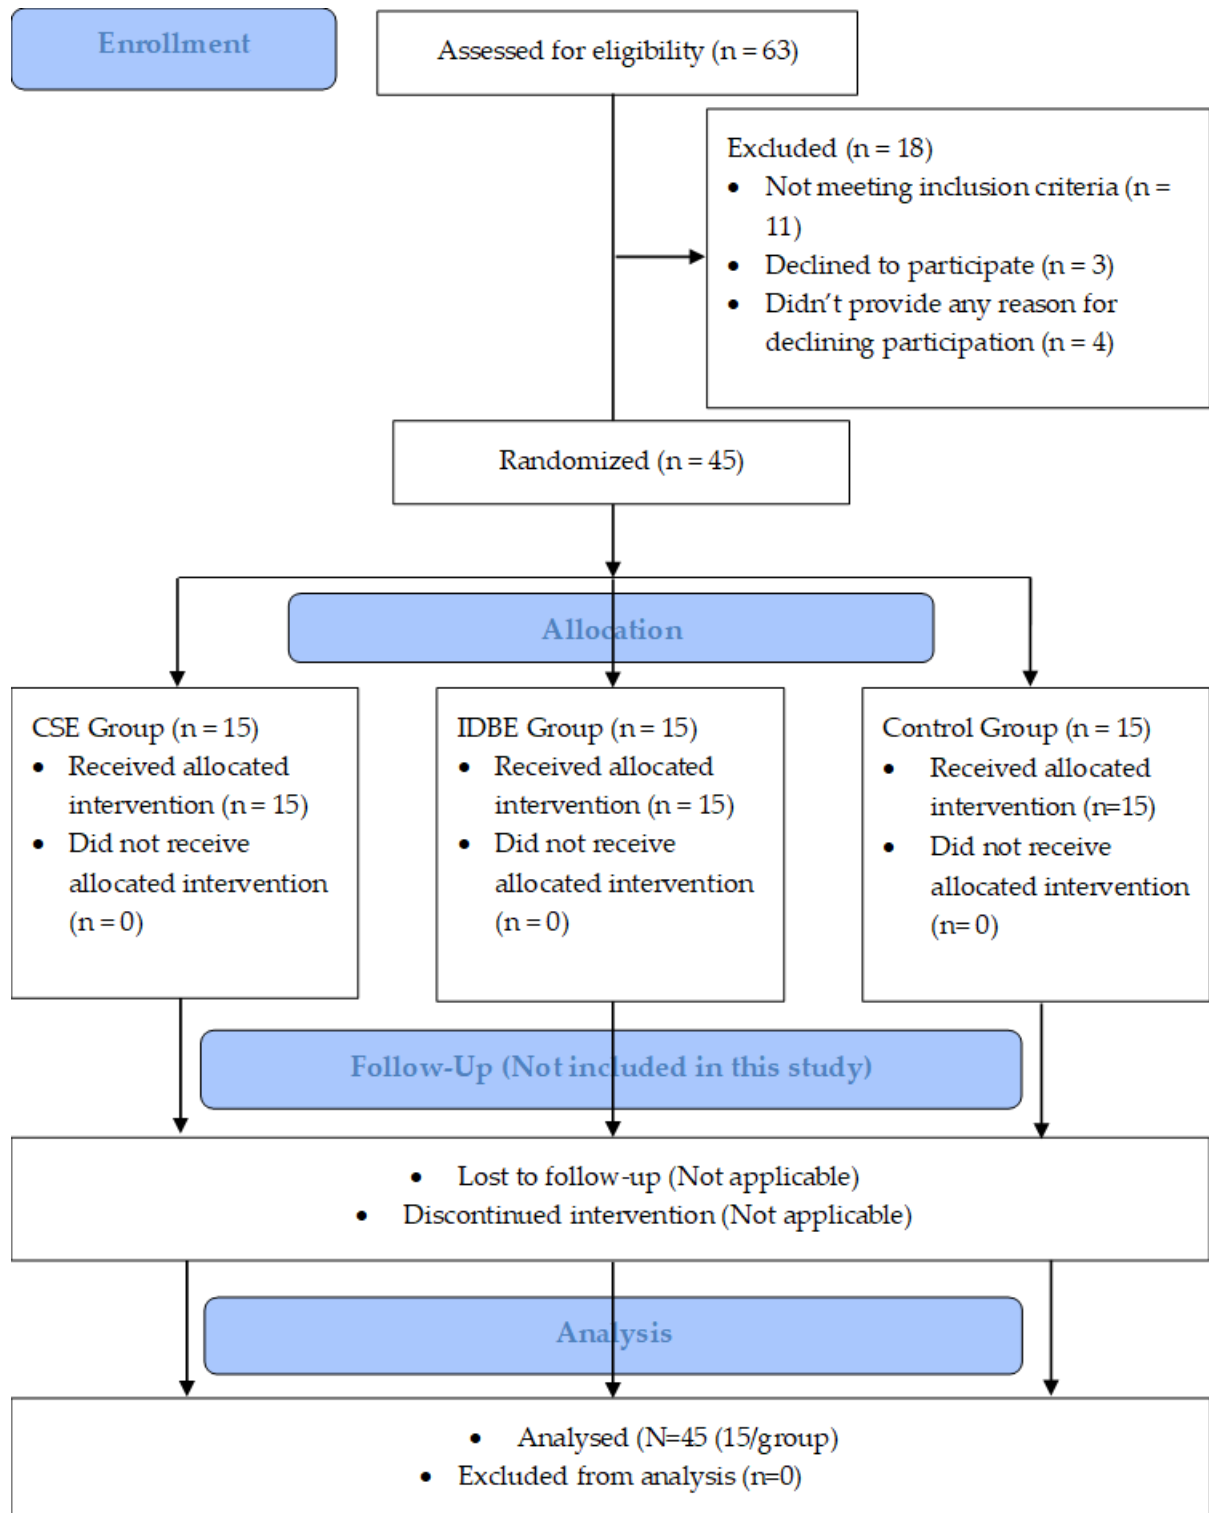 Enrollment
Assessed for eligibility (n = 63)
Excluded (n = 18)
• Not meeting inclusion criteria (n =
11)
• Declined to participate (n = 3)
• Didn’t provide any reason for
declining participation (n = 4)
Randomized (n = 45)
Allocation
CSE Group (n = 15)
• Received allocated
intervention (n = 15)
• Did not receive
allocated intervention
(n = 0)
IDBE Group (n = 15)
• Received allocated
intervention (n = 15)
• Did not receive
allocated intervention
(n = 0)
Control Group (n = 15)
• Received allocated
intervention (n=15)
• Did not receive
allocated intervention
(n= 0)
Follow-Up (Not included in this study)
• Lost to follow-up (Not applicable)
• Discontinued intervention (Not applicable)
Analysis
• Analysed (N=45 (15/group)
• Excluded from analysis (n=0)